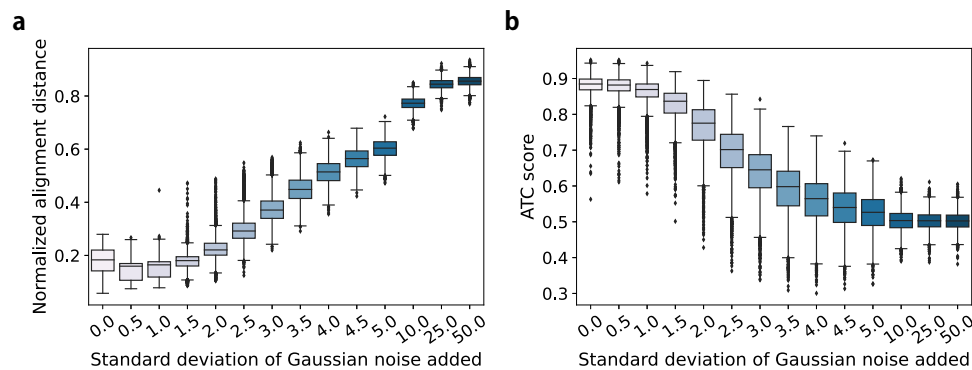 a
Normalized alignment distance
0.8
0.6
0.4
0.2
0.0 0.5 1.0 1.5 2.0 2.5 3.0 3.5 4.0 4.5 5.0 10.0 25.0 50.0
Standard deviation of Gaussian noise added
b
ATC score
0.9
0.8
0.7
0.6
0.5
0.4
0.3
0.0 0.5 1.0 1.5 2.0 2.5 3.0 3.5 4.0 4.5 5.0 10.0 25.0 50.0
Standard deviation of Gaussian noise added